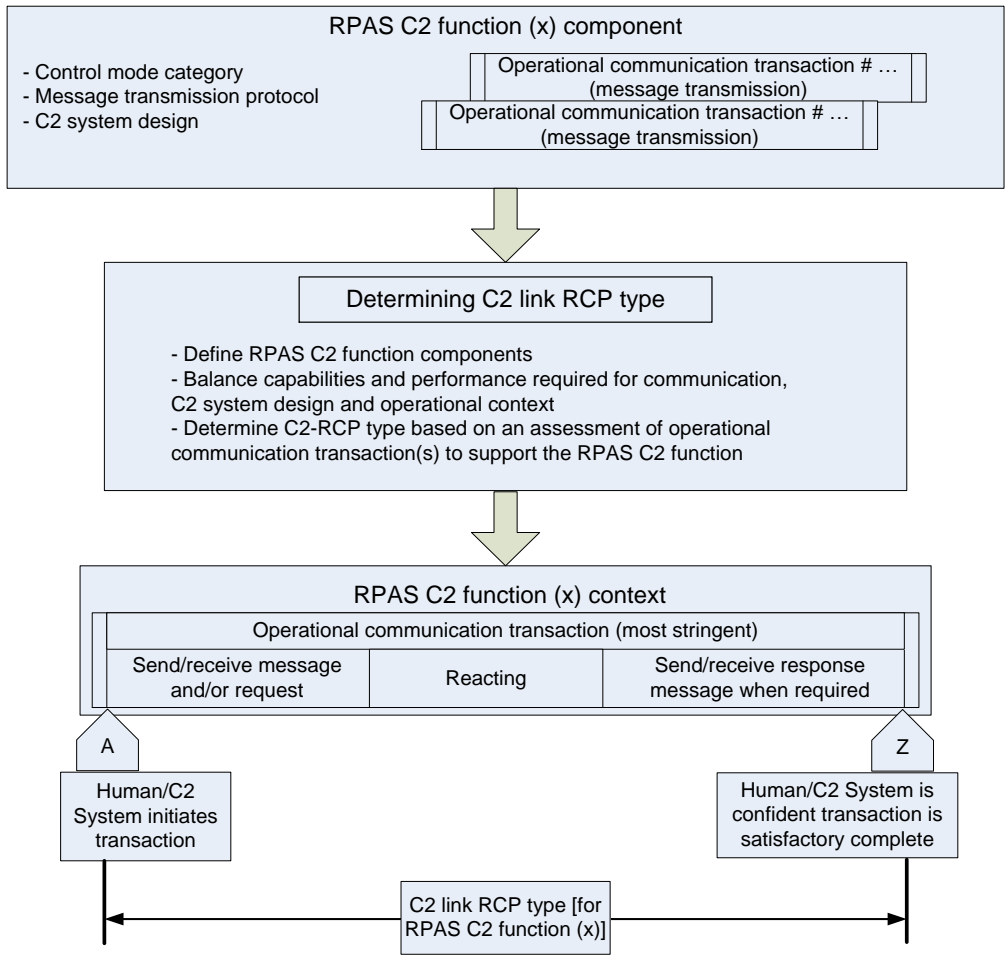 RPAS C2 function (x) component
- Control mode category
- Message transmission protocol
- C2 system design
Operational communication transaction # …
(message transmission)
Operational communication transaction # …
(message transmission)
Determining C2 link RCP type
- Define RPAS C2 function components
- Balance capabilities and performance required for communication,
C2 system design and operational context
- Determine C2-RCP type based on an assessment of operational
communication transaction(s) to support the RPAS C2 function
RPAS C2 function (x) context
Operational communication transaction (most stringent)
Send/receive message
and/or request
Reacting
Send/receive response
message when required
A
Z
Human/C2
System initiates
transaction
Human/C2 System is
confident transaction is
satisfactory complete
C2 link RCP type [for
RPAS C2 function (x)]